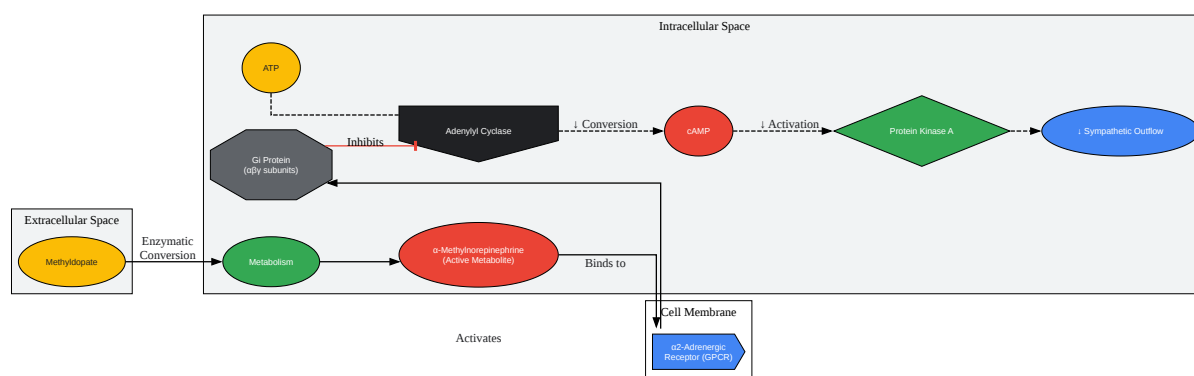 Intracellular Space
ATP
Adenylyl Cyclase
↓ Conversion
cAMP
↓ Activation
Protein Kinase A
↓ Sympathetic Outflow
Inhibits
Gi Protein
(αβγ subunits)
Extracellular Space
Methyldopate
Enzymatic
Conversion
Metabolism
α-Methylnorepinephrine
(Active Metabolite)
Binds to
Cell Membrane
Activates
α2-Adrenergic
Receptor (GPCR)